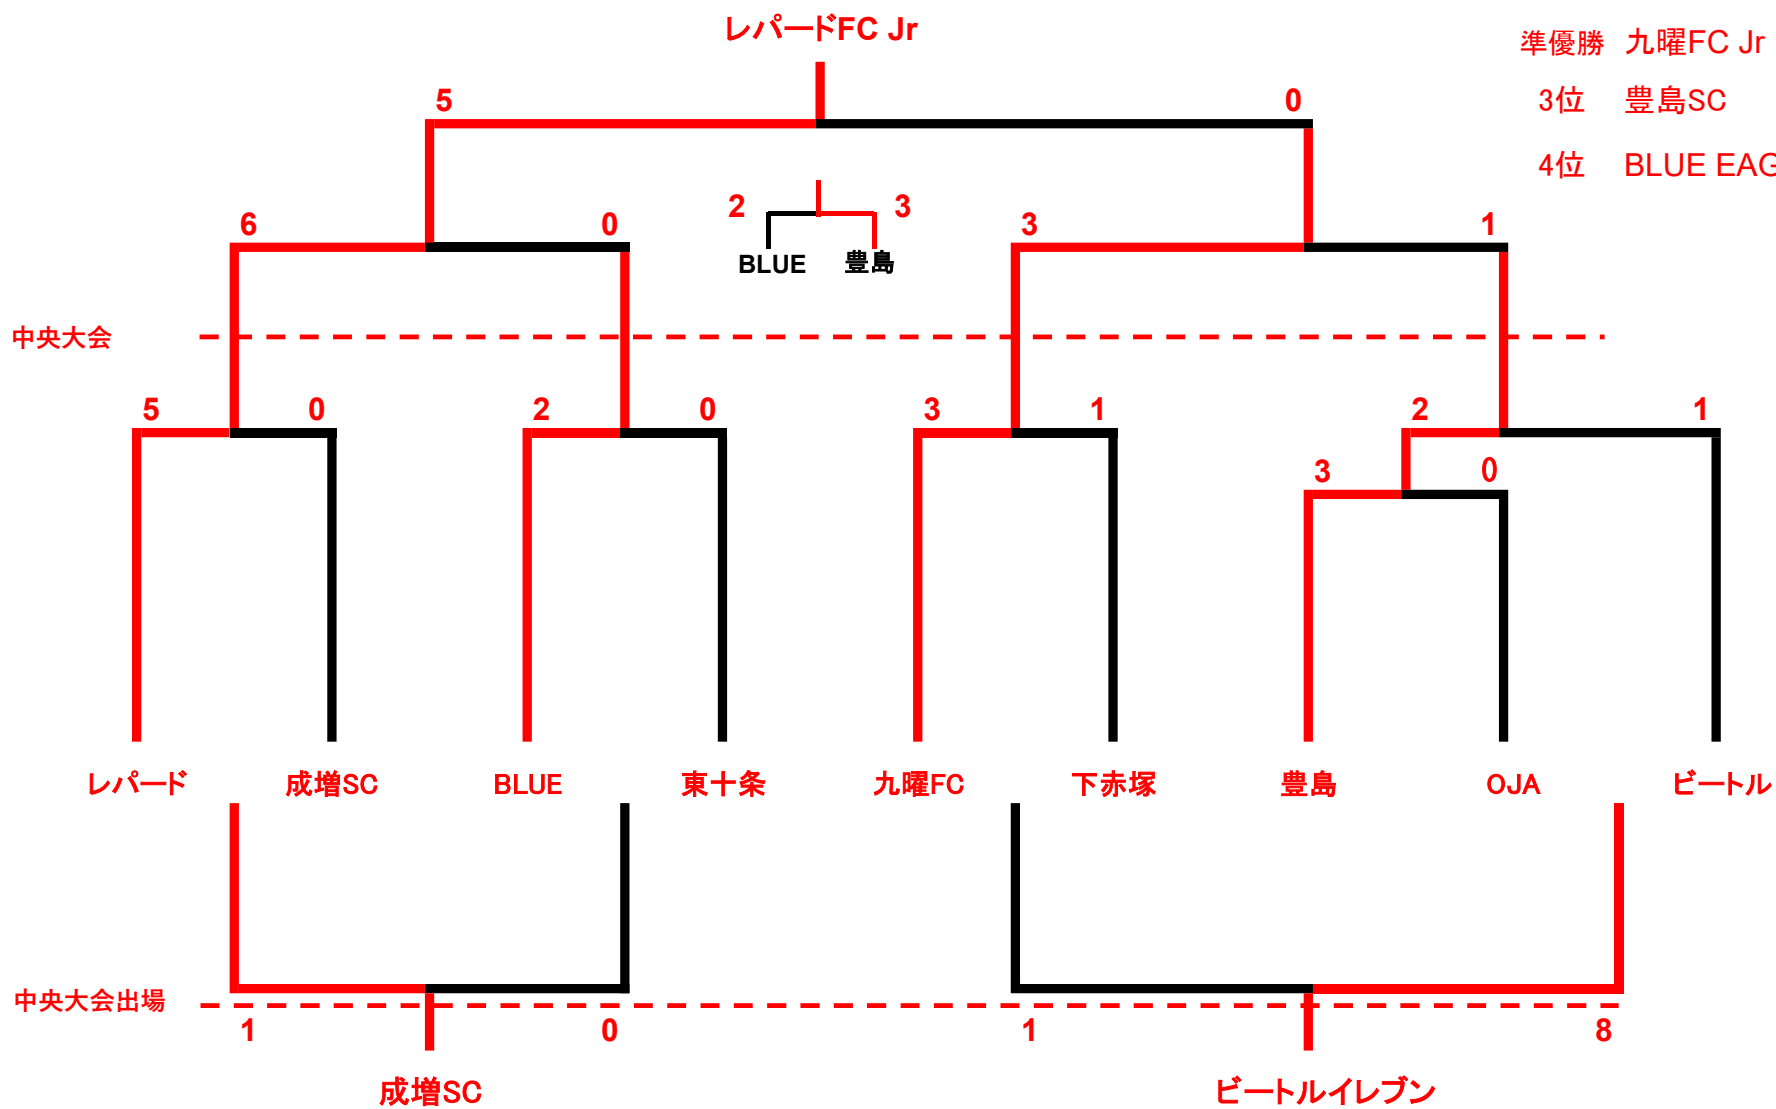 レパードFC Jr
準優勝 九曜FC Jr
3位 豊島SC
4位 BLUE EAG
5 0
6 0 2 3 3 1
BLUE 豊島
中央大会
5 0 2 0 3 1 2 1
3 0
レパード 成増SC BLUE 東十条 九曜FC 下赤塚 豊島 OJA ビートル
中央大会出場
1 0 1 8
成増SC ビートルイレブン